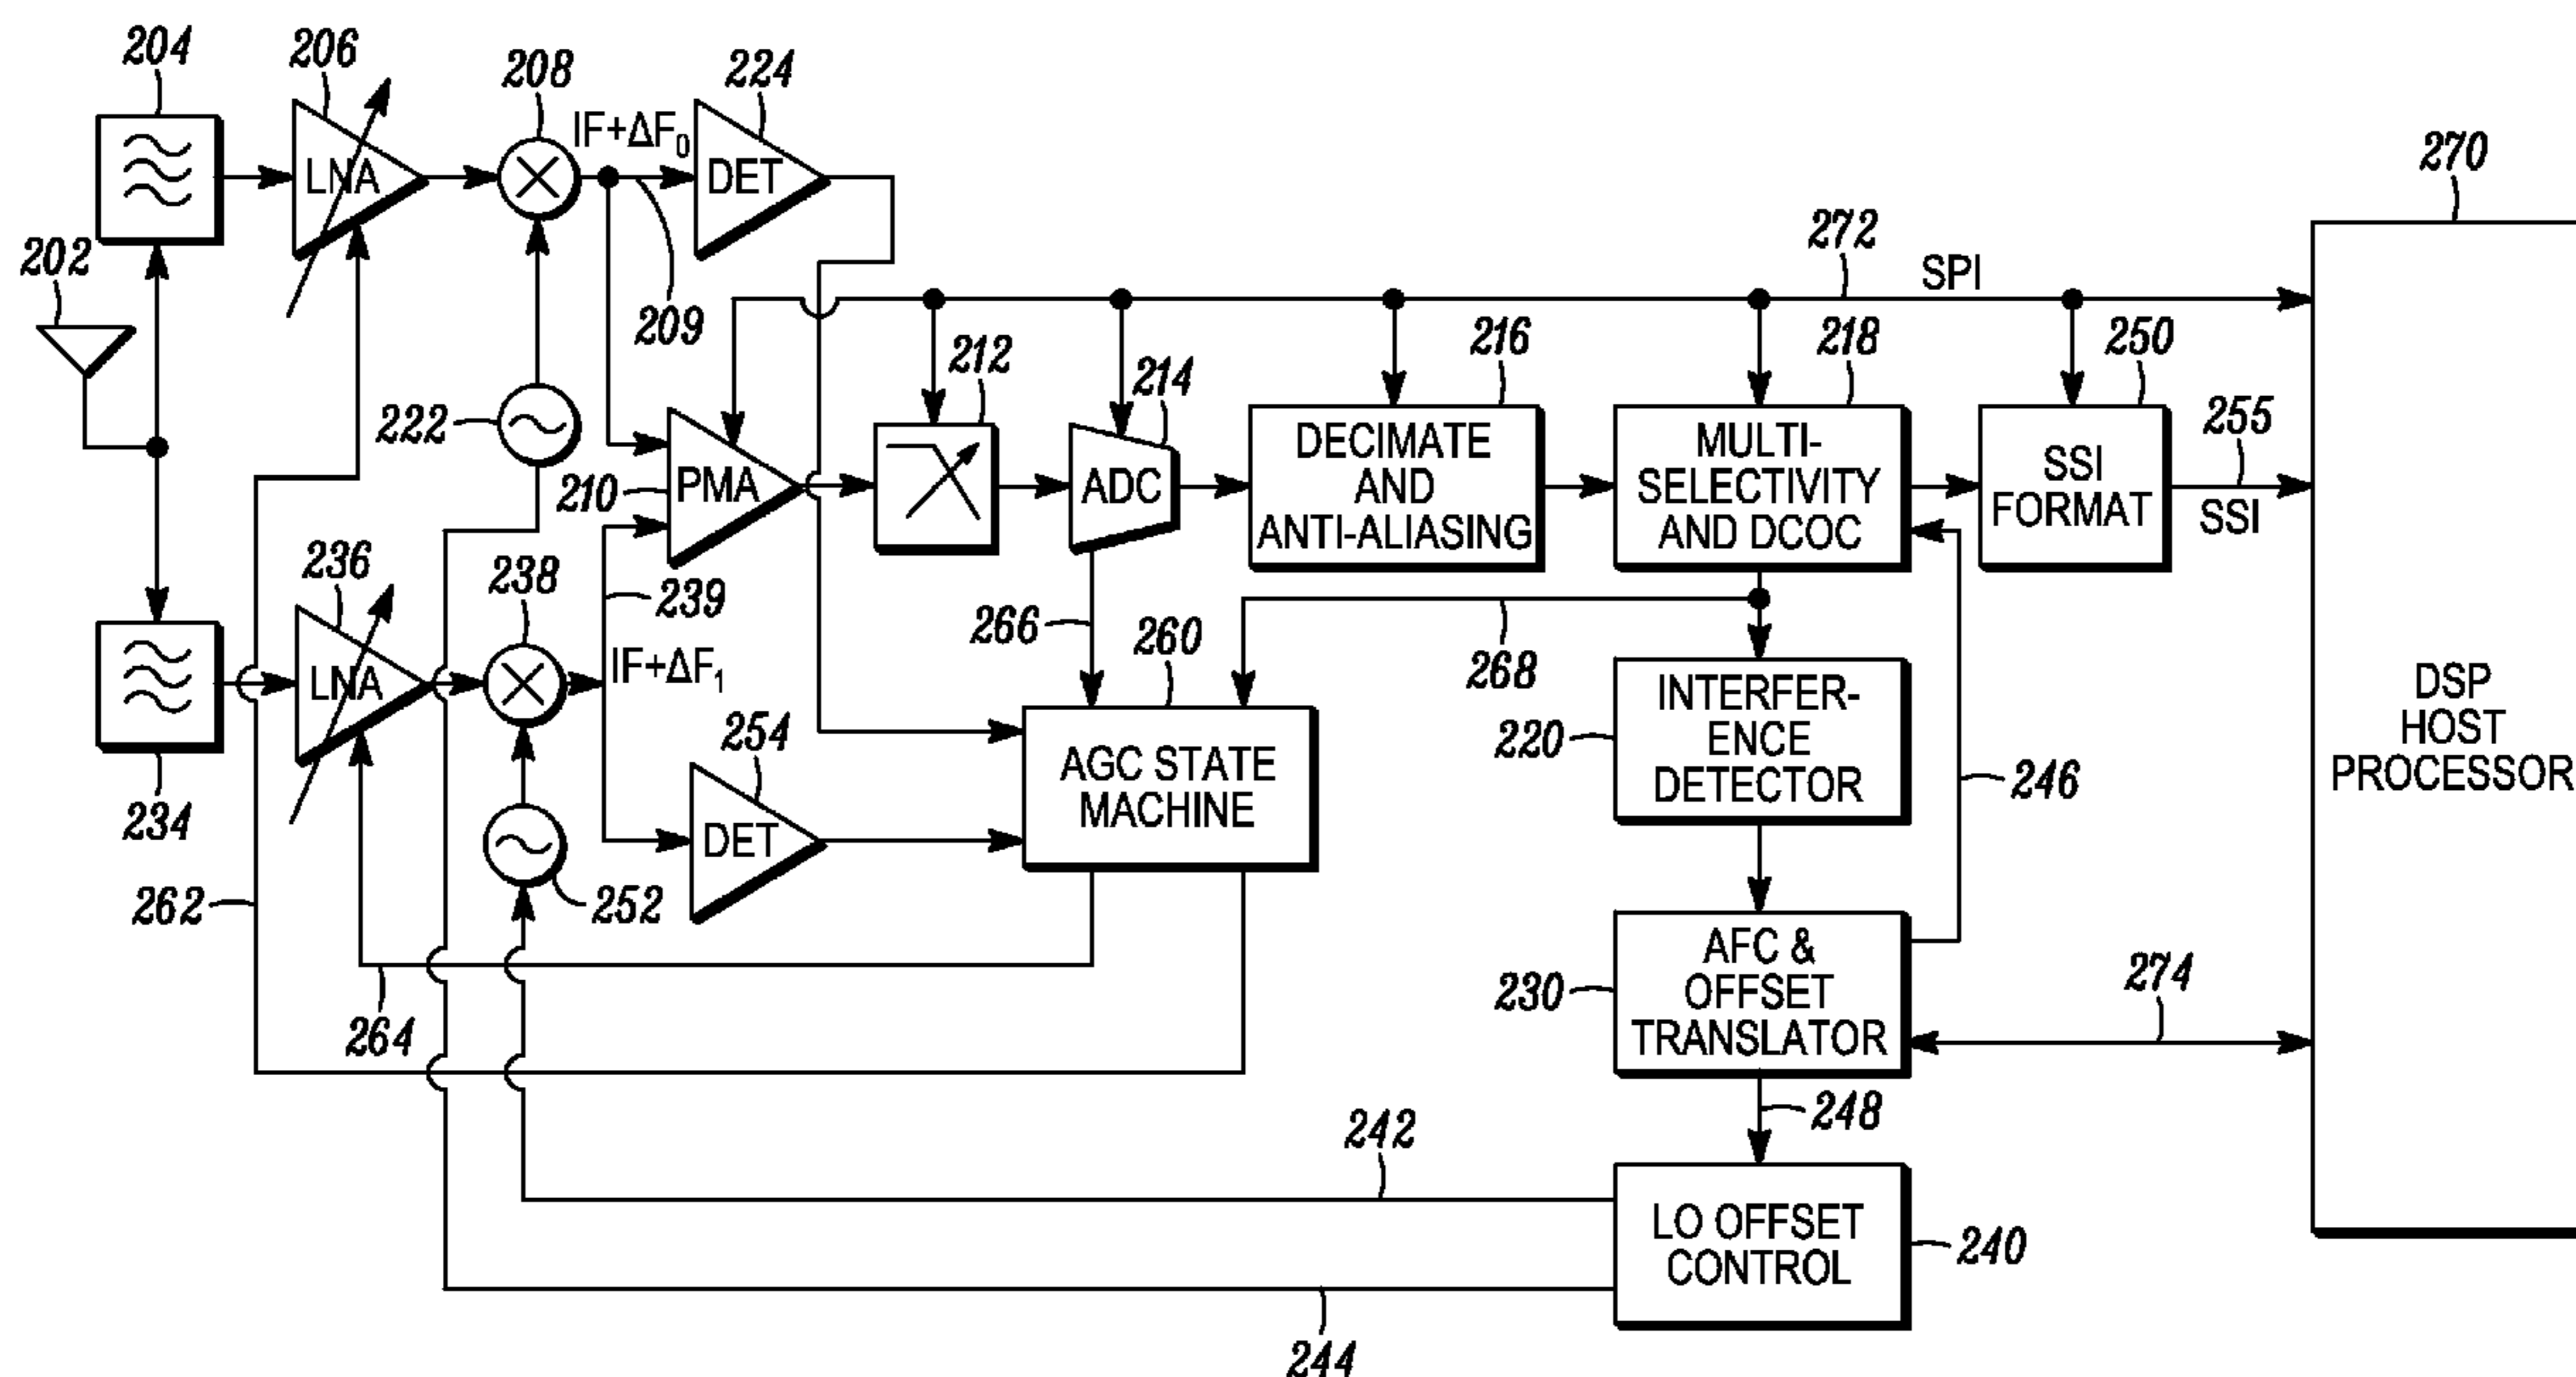 204
206
208
224
IF+ΔF0
LNA
DET
270
202
209
272
SPI
212
214
216
218
250
222
210
PMA
ADC
DECIMATE
AND
ANTI-ALIASING
MULTI-
SELECTIVITY
AND DCOC
SSI
FORMAT
255
SSI
236
238
239
266
260
268
246
LNA
IF+ΔF1
234
254
DET
252
262
264
AGC STATE
MACHINE
220
INTERFER-
ENCE
DETECTOR
DSP
HOST
PROCESSOR
230
AFC &
OFFSET
TRANSLATOR
274
248
242
LO OFFSET
CONTROL
240
244